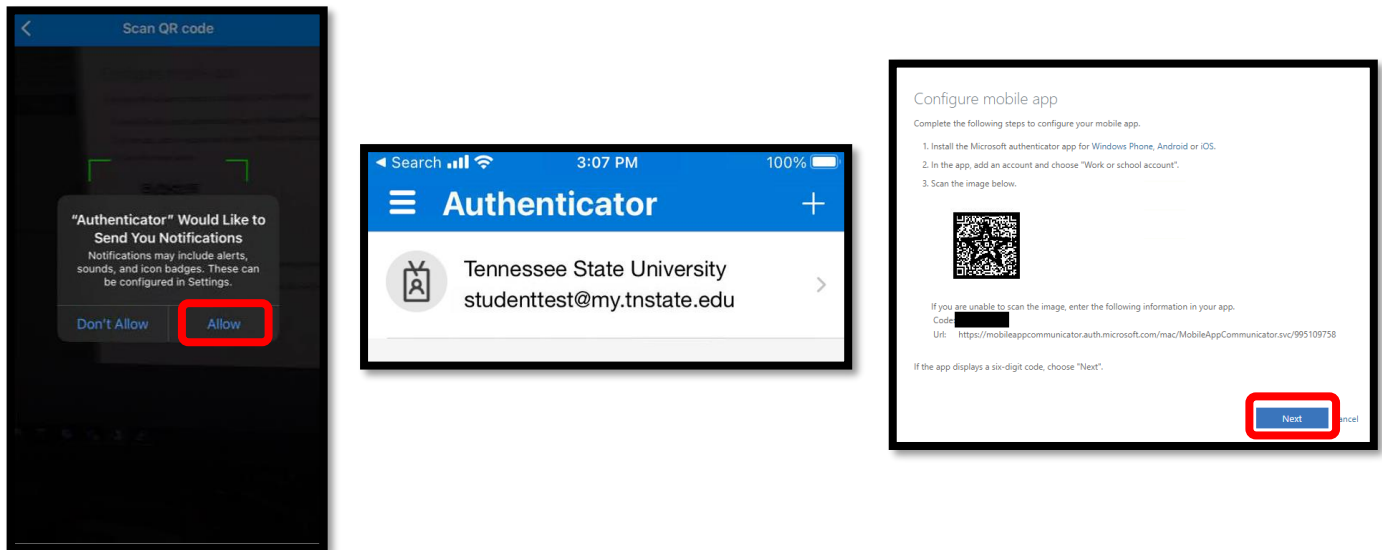 Scan QR code
"Authenticator" Would Like to
Send You Notifications
Notifications may include alerts,
sounds, and icon badges. These can
be configured in Settings.
Don't Allow
Allow
Search
3:07 PM
100%
Authenticator
Tennessee State University
studenttest@my.tnstate.edu
Configure mobile app
Complete the following steps to configure your mobile app.
1. Install the Microsoft authenticator app for Windows Phone, Android or iOS.
2. In the app, add an account and choose "Work or school account".
3. Scan the image below.
If you are unable to scan the image, enter the following information in your app.
Code:
Url: https://mobileappcommunicator.auth.microsoft.com/mac/MobileAppCommunicator.svc/995109758
If the app displays a six-digit code, choose "Next".
Next
ancel